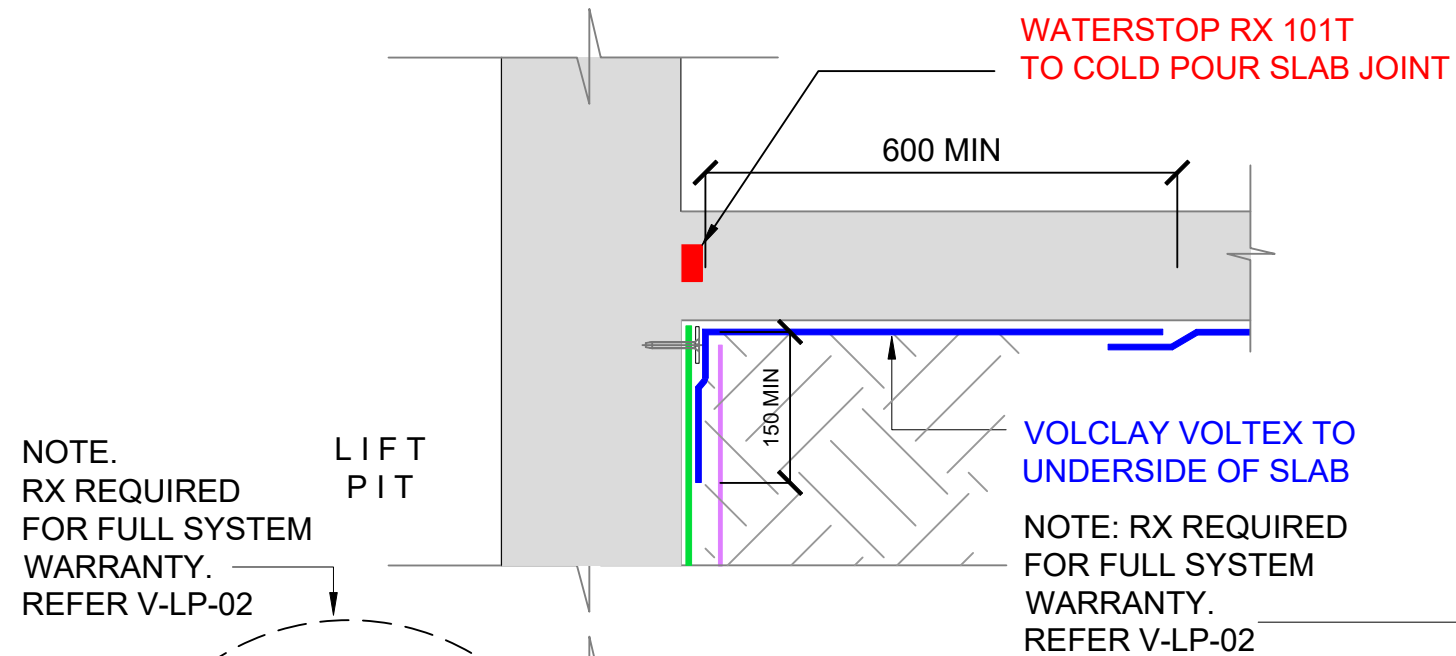 WATERSTOP RX 101T
TO COLD POUR SLAB JOINT
600 MIN
150 MIN
VOLCLAY VOLTEX TO
UNDERSIDE OF SLAB
NOTE: RX REQUIRED
FOR FULL SYSTEM
WARRANTY.
REFER V-LP-02
LIFT
PIT
NOTE.
RX REQUIRED
FOR FULL SYSTEM
WARRANTY.
REFER V-LP-02